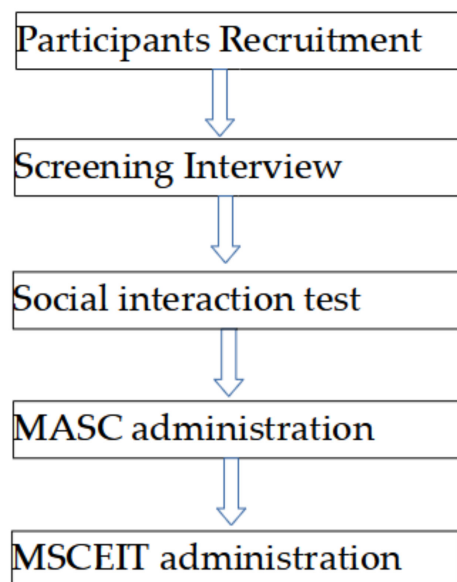 Participants Recruitment
Screening Interview
Social interaction test
MASC administration
MSCEIT administration